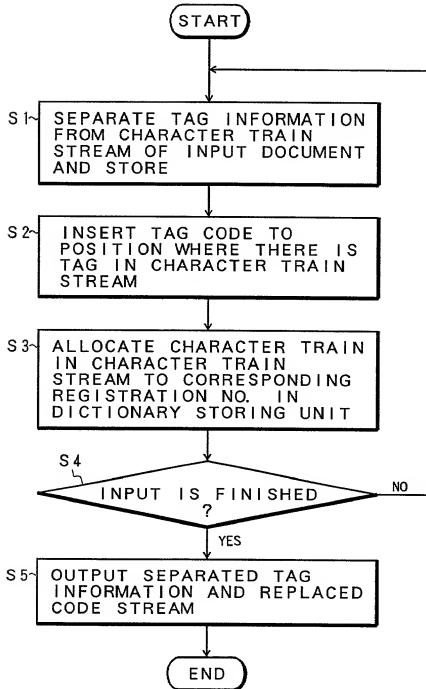 START
S1
SEPARATE TAG INFORMATION
FROM CHARACTER TRAIN
STREAM OF INPUT DOCUMENT
AND STORE
S2
INSERT TAG CODE TO
POSITION WHERE THERE IS
TAG IN CHARACTER TRAIN
STREAM
S3
ALLOCATE CHARACTER TRAIN
IN CHARACTER TRAIN
STREAM TO CORRESPONDING
REGISTRATION NO. IN
DICTIONARY STORING UNIT
S4
INPUT IS FINISHED
?
NO
YES
S5
OUTPUT SEPARATED TAG
INFORMATION AND REPLACED
CODE STREAM
END